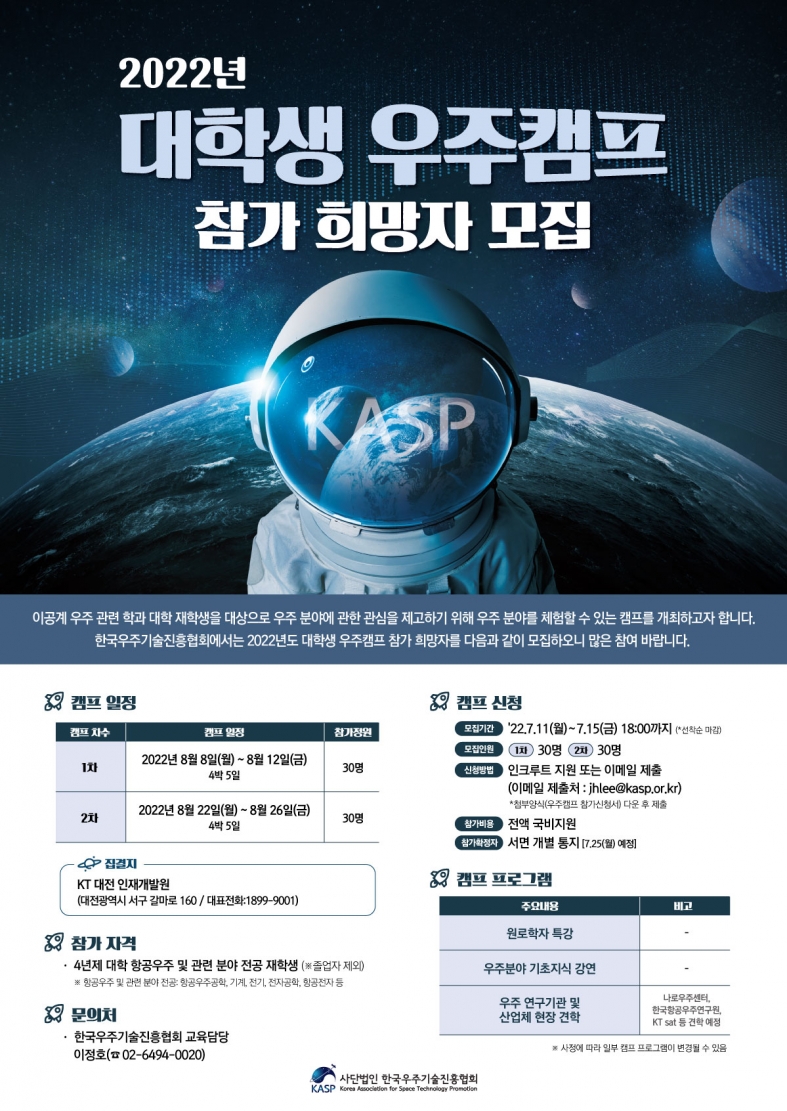 2022년
대학생 우주캠프
참가 희망자 모집
KASP
이공계 우주 관련 학과 대학 재학생을 대상으로 우주 분야에 관한 관심을 제고하기 위해 우주 분야를 체험할 수 있는 캠프를 개최하고자 합니다.
한국우주기술진흥협회에서는 2022년도 대학생 우주캠프 참가 희망자를 다음과 같이 모집하오니 많은 참여 바랍니다.
캠프 일정
캠프 차수 캠프 일정 참가정원
1차 2022년 8월 8일(월) ~ 8월 12일(금) 30명
4박 5일
2차 2022년 8월 22일(월) ~ 8월 26일(금) 30명
4박 5일
집결지
KT 대전 인재개발원
(대전광역시 서구 갈마로 160 / 대표전화:1899-9001)
참가 자격
· 4년제 대학 항공우주 및 관련 분야 전공 재학생 (※졸업자 제외)
※ 항공우주 및 관련 분야 전공: 항공우주공학, 기계, 전기, 전자공학, 항공전자 등
문의처
· 한국우주기술진흥협회 교육담당
이정호(☎ 02-6494-0020)
캠프 신청
모집기간 '22.7.11(월) ~ 7.15(금) 18:00까지 (*선착순 마감)
모집인원 1차 30명 2차 30명
신청방법 인크루트 지원 또는 이메일 제출
(이메일 제출처 : jhlee@kasp.or.kr)
*첨부양식(우주캠프 참가신청서) 다운 후 제출
참가비용 전액 국비지원
참가확정자 서면 개별 통지 [7.25(월) 예정]
캠프 프로그램
주요내용 비고
원로학자 특강 -
우주분야 기초지식 강연 -
우주 연구기관 및
산업체 현장 견학
나로우주센터,
한국항공우주연구원,
KT sat 등 견학 예정
※ 사정에 따라 일부 캠프 프로그램이 변경될 수 있음
KASP
사단법인 한국우주기술진흥협회
Korea Association for Space Technology Promotion